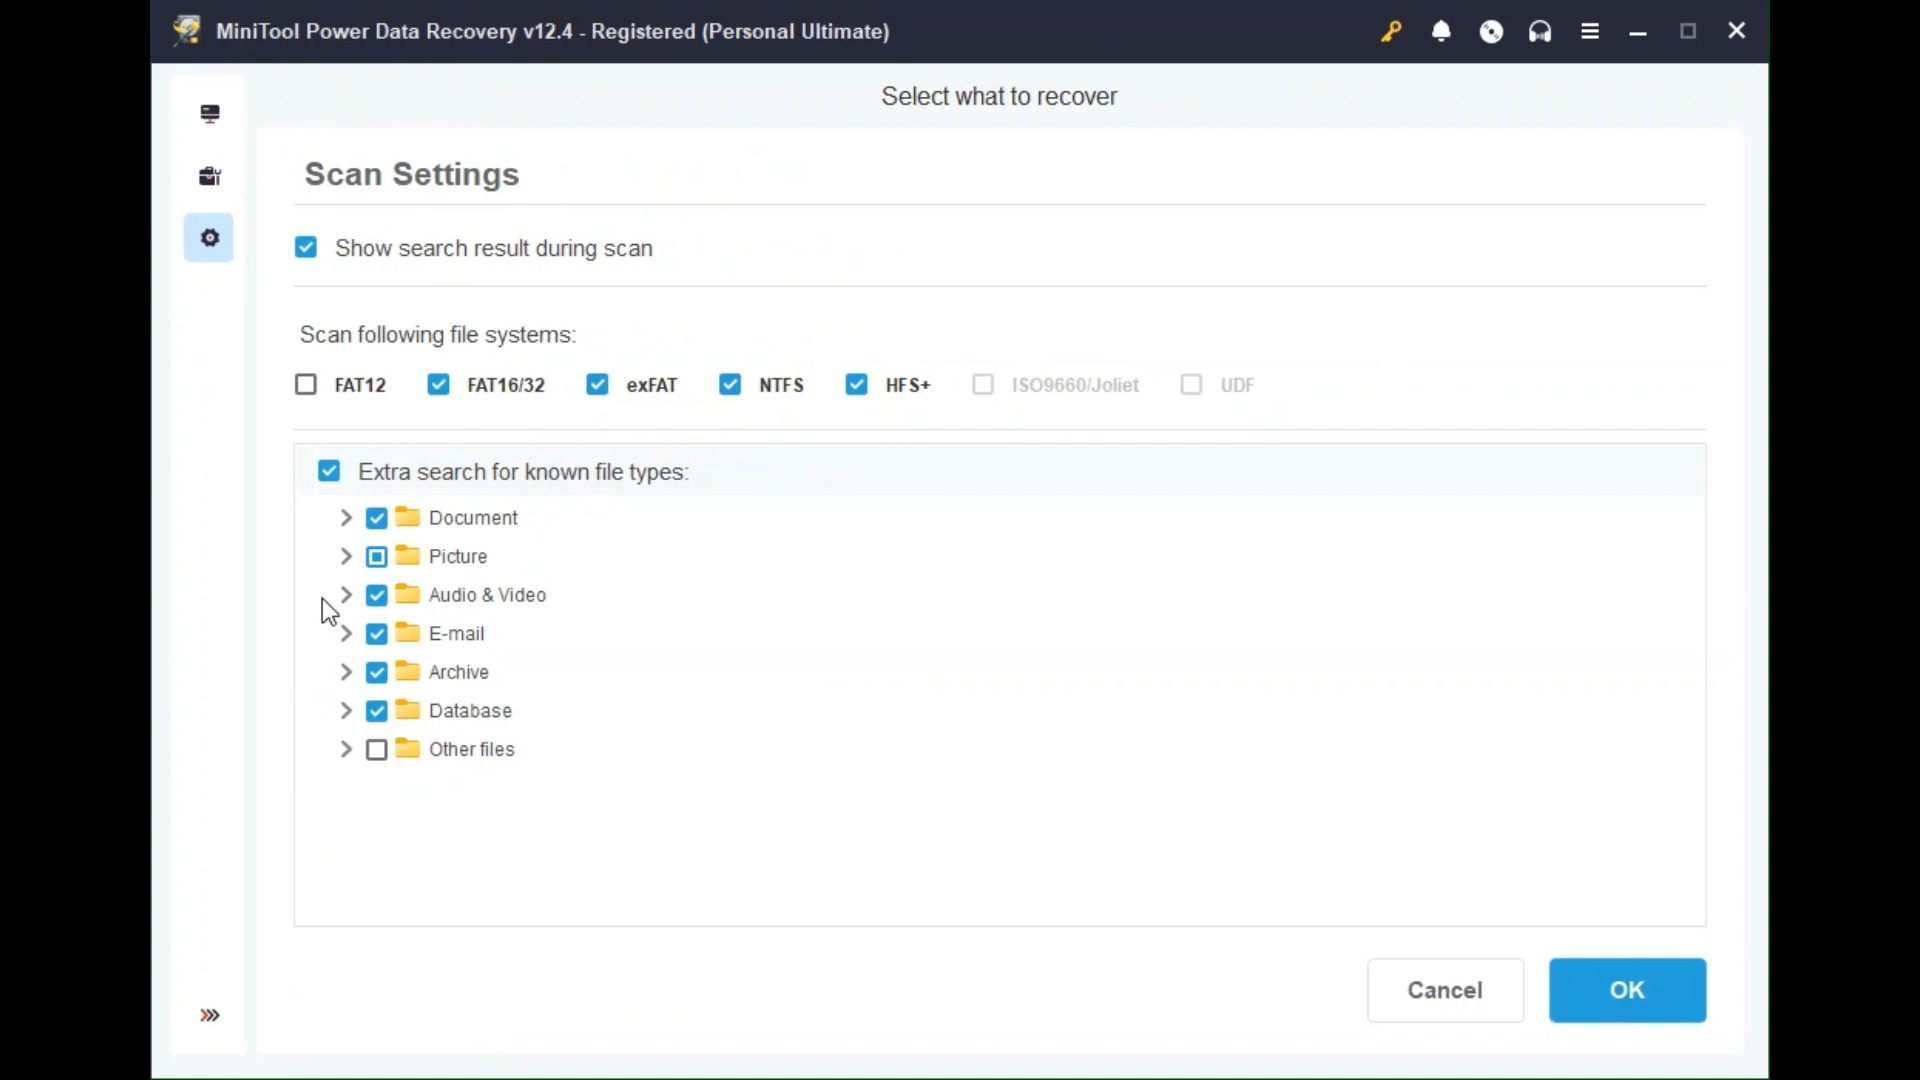 MiniTool Power Data Recovery v12.4 - Registered (Personal Ultimate)
Select what to recover
Scan Settings
Show search result during scan
Scan following file systems:
FAT12 FAT16/32 exFAT NTFS HFS+ ISO9660/Joliet UDF
Extra search for known file types:
Document
Picture
Audio & Video
E-mail
Archive
Database
Other files
Cancel OK